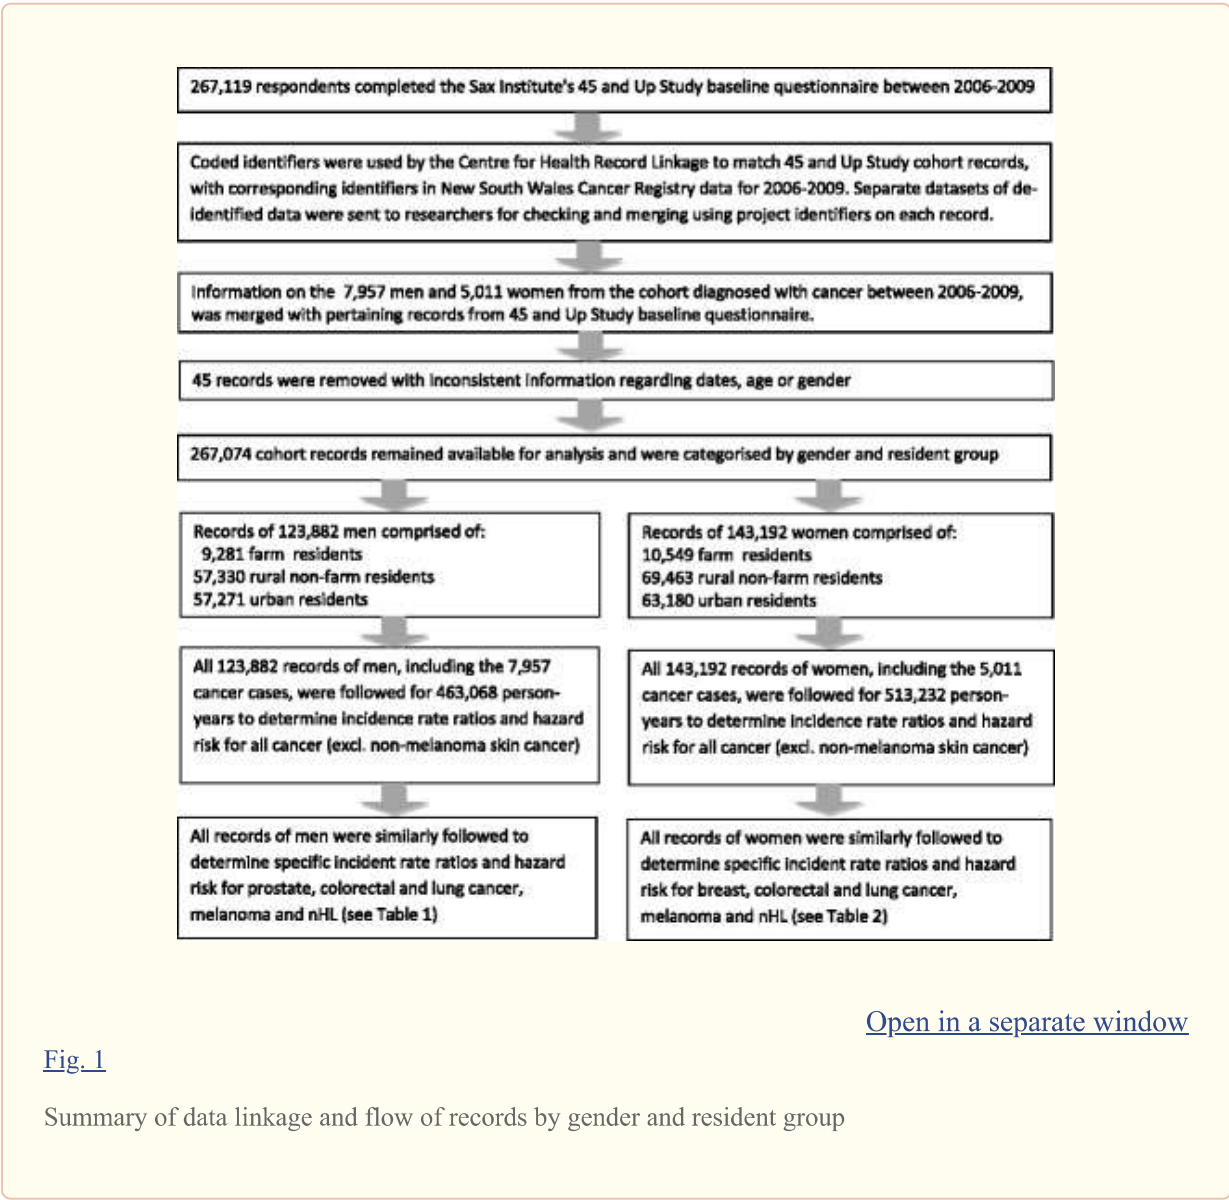 267,119 respondents completed the Sax Institute's 45 and Up Study baseline questionnaire between 2006-2009
Coded identifiers were used by the Centre for Health Record Linkage to match 45 and Up Study cohort records,
with corresponding identifiers in New South Wales Cancer Registry data for 2006-2009. Separate datasets of de-
identified data were sent to researchers for checking and merging using project identifiers on each record.
Information on the 7,957 men and 5,011 women from the cohort diagnosed with cancer between 2006-2009,
was merged with pertaining records from 45 and Up Study baseline questionnaire.
45 records were removed with inconsistent information regarding dates, age or gender
267,074 cohort records remained available for analysis and were categorised by gender and resident group
Records of 123,882 men comprised of:
9,281 farm residents
57,330 rural non-farm residents
57,271 urban residents
Records of 143,192 women comprised of:
10,549 farm residents
69,463 rural non-farm residents
63,180 urban residents
All 123,882 records of men, including the 7,957
cancer cases, were followed for 463,068 person-
years to determine incidence rate ratios and hazard
risk for all cancer (excl. non-melanoma skin cancer)
All 143,192 records of women, including the 5,011
cancer cases, were followed for 513,232 person-
years to determine incidence rate ratios and hazard
risk for all cancer (excl. non-melanoma skin cancer)
All records of men were similarly followed to
determine specific incident rate ratios and hazard
risk for prostate, colorectal and lung cancer,
melanoma and nHL (see Table 1)
All records of women were similarly followed to
determine specific incident rate ratios and hazard
risk for breast, colorectal and lung cancer,
melanoma and nHL (see Table 2)
Open in a separate window
Fig. 1
Summary of data linkage and flow of records by gender and resident group